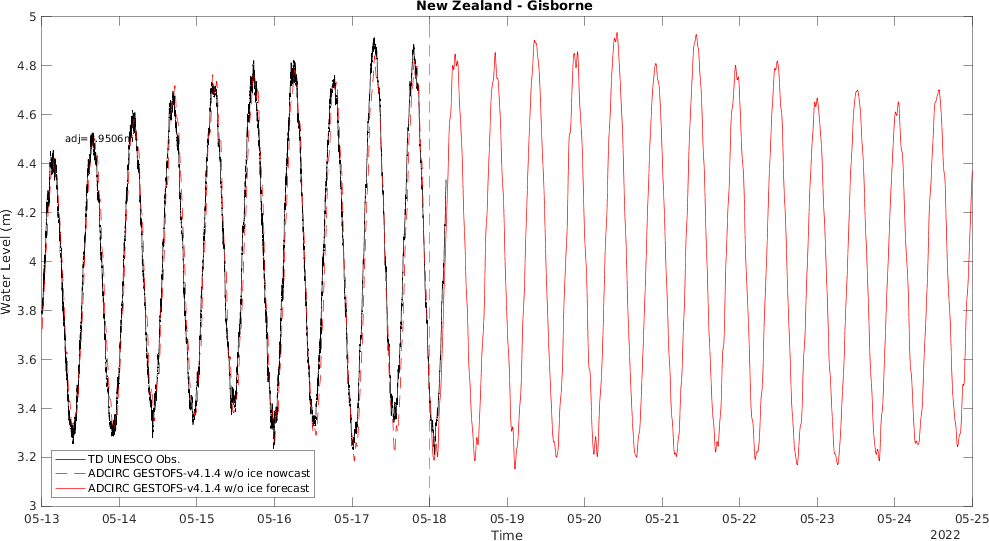 New Zealand - Gisborne
5
4.8
4.6
4.4
4.2
4
3.8
3.6
3.4
3.2
3
Water Level (m)
TD UNESCO Obs.
ADCIRC GESTOFS-v4.1.4 w/o ice nowcast
ADCIRC GESTOFS-v4.1.4 w/o ice forecast
05-13 05-14 05-15 05-16 05-17 05-18 05-19 05-20 05-21 05-22 05-23 05-24 05-25
Time
2022